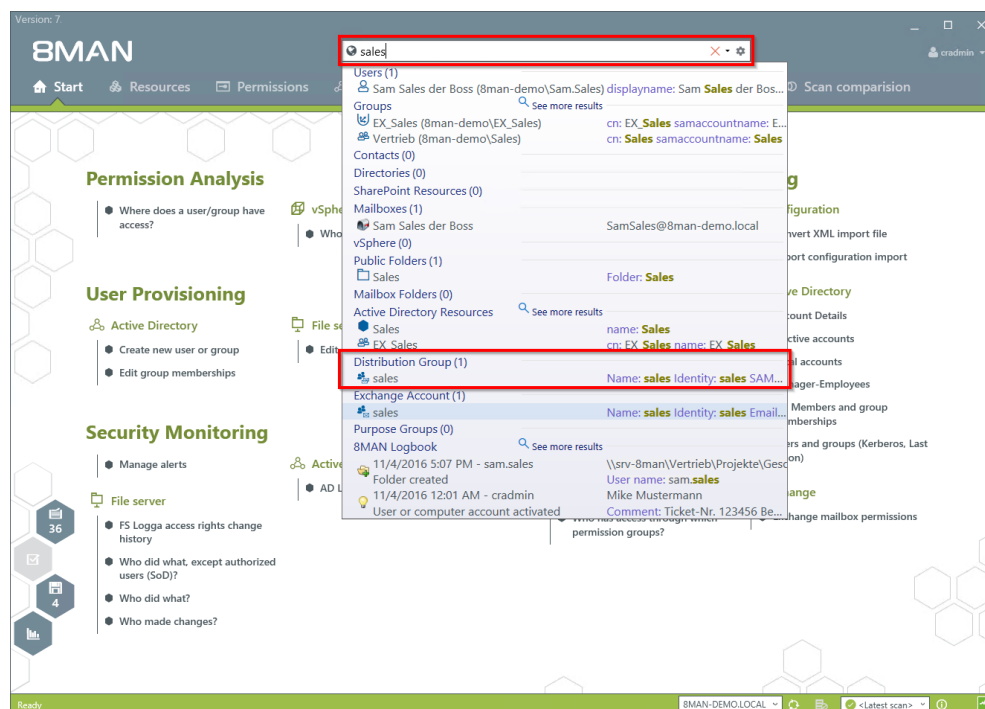 Version: 7.
8MAN
sales
cradmin
Start
Resources
Permissions
Scan comparision
Users (1)
Sam Sales der Boss (8man-demo\Sam.Sales) displayname: Sam Sales der Bos...
Groups
See more results
EX_Sales (8man-demo\EX_Sales) cn: EX_Sales samaccountname: E...
Vertrieb (8man-demo\Sales) cn: Sales samaccountname: Sales
Contacts (0)
Directories (0)
SharePoint Resources (0)
Mailboxes (1)
Sam Sales der Boss SamSales@8man-demo.local
vSphere (0)
Public Folders (1)
Sales Folder: Sales
Mailbox Folders (0)
Active Directory Resources
See more results
Sales name: Sales
EX_Sales cn: EX_Sales name: EX_Sales
Distribution Group (1)
sales Name: sales Identity: sales SAM...
Exchange Account (1)
sales Name: sales Identity: sales Email...
Purpose Groups (0)
8MAN Logbook
See more results
11/4/2016 5:07 PM - sam.sales \\srv-8man\Vertrieb\Projekte\Gesc
Folder created User name: sam.sales
11/4/2016 12:01 AM - cradmin Mike Mustermann
User or computer account activated Comment: Ticket-Nr. 123456 Be...
Permission Analysis
Where does a user/group have
access?
vSphe
Who
User Provisioning
Active Directory
Create new user or group
Edit group memberships
File se
Edit
Security Monitoring
Manage alerts
File server
FS Logga access rights change
history
Who did what, except authorized
users (SoD)?
Who did what?
Who made changes?
Active
AD L
Who has access through which
permission groups?
g
figuration
nvert XML import file
port configuration import
ve Directory
ount Details
ctive accounts
al accounts
ager-Employees
Members and group
mberships
ers and groups (Kerberos, Last
on)
ange
change mailbox permissions
36
4
Ready
8MAN-DEMO.LOCAL
<Latest scan>